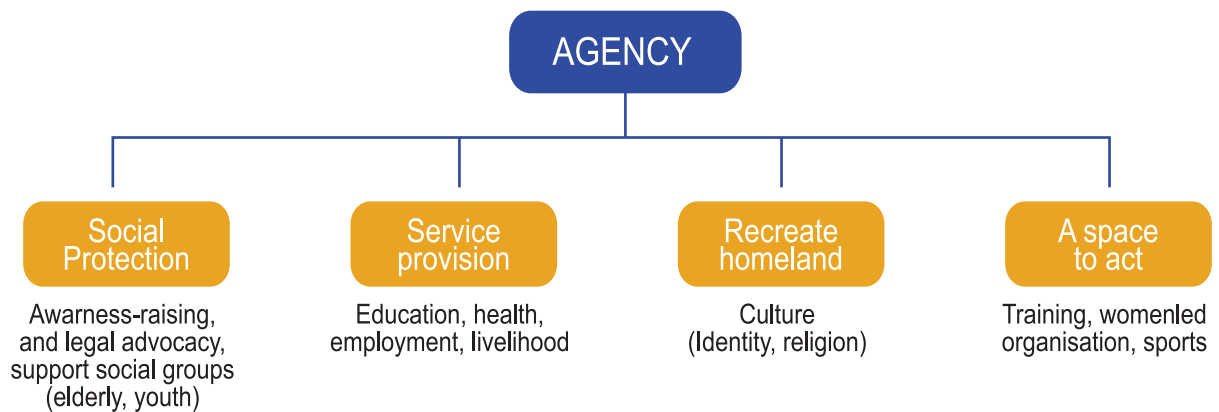 AGENCY
Social
Protection
Awarness-raising,
and legal advocacy,
support social groups
(elderly, youth)
Service
provision
Education, health,
employment, livelihood
Recreate
homeland
Culture
(Identity, religion)
A space
to act
Training, womenled
organisation, sports